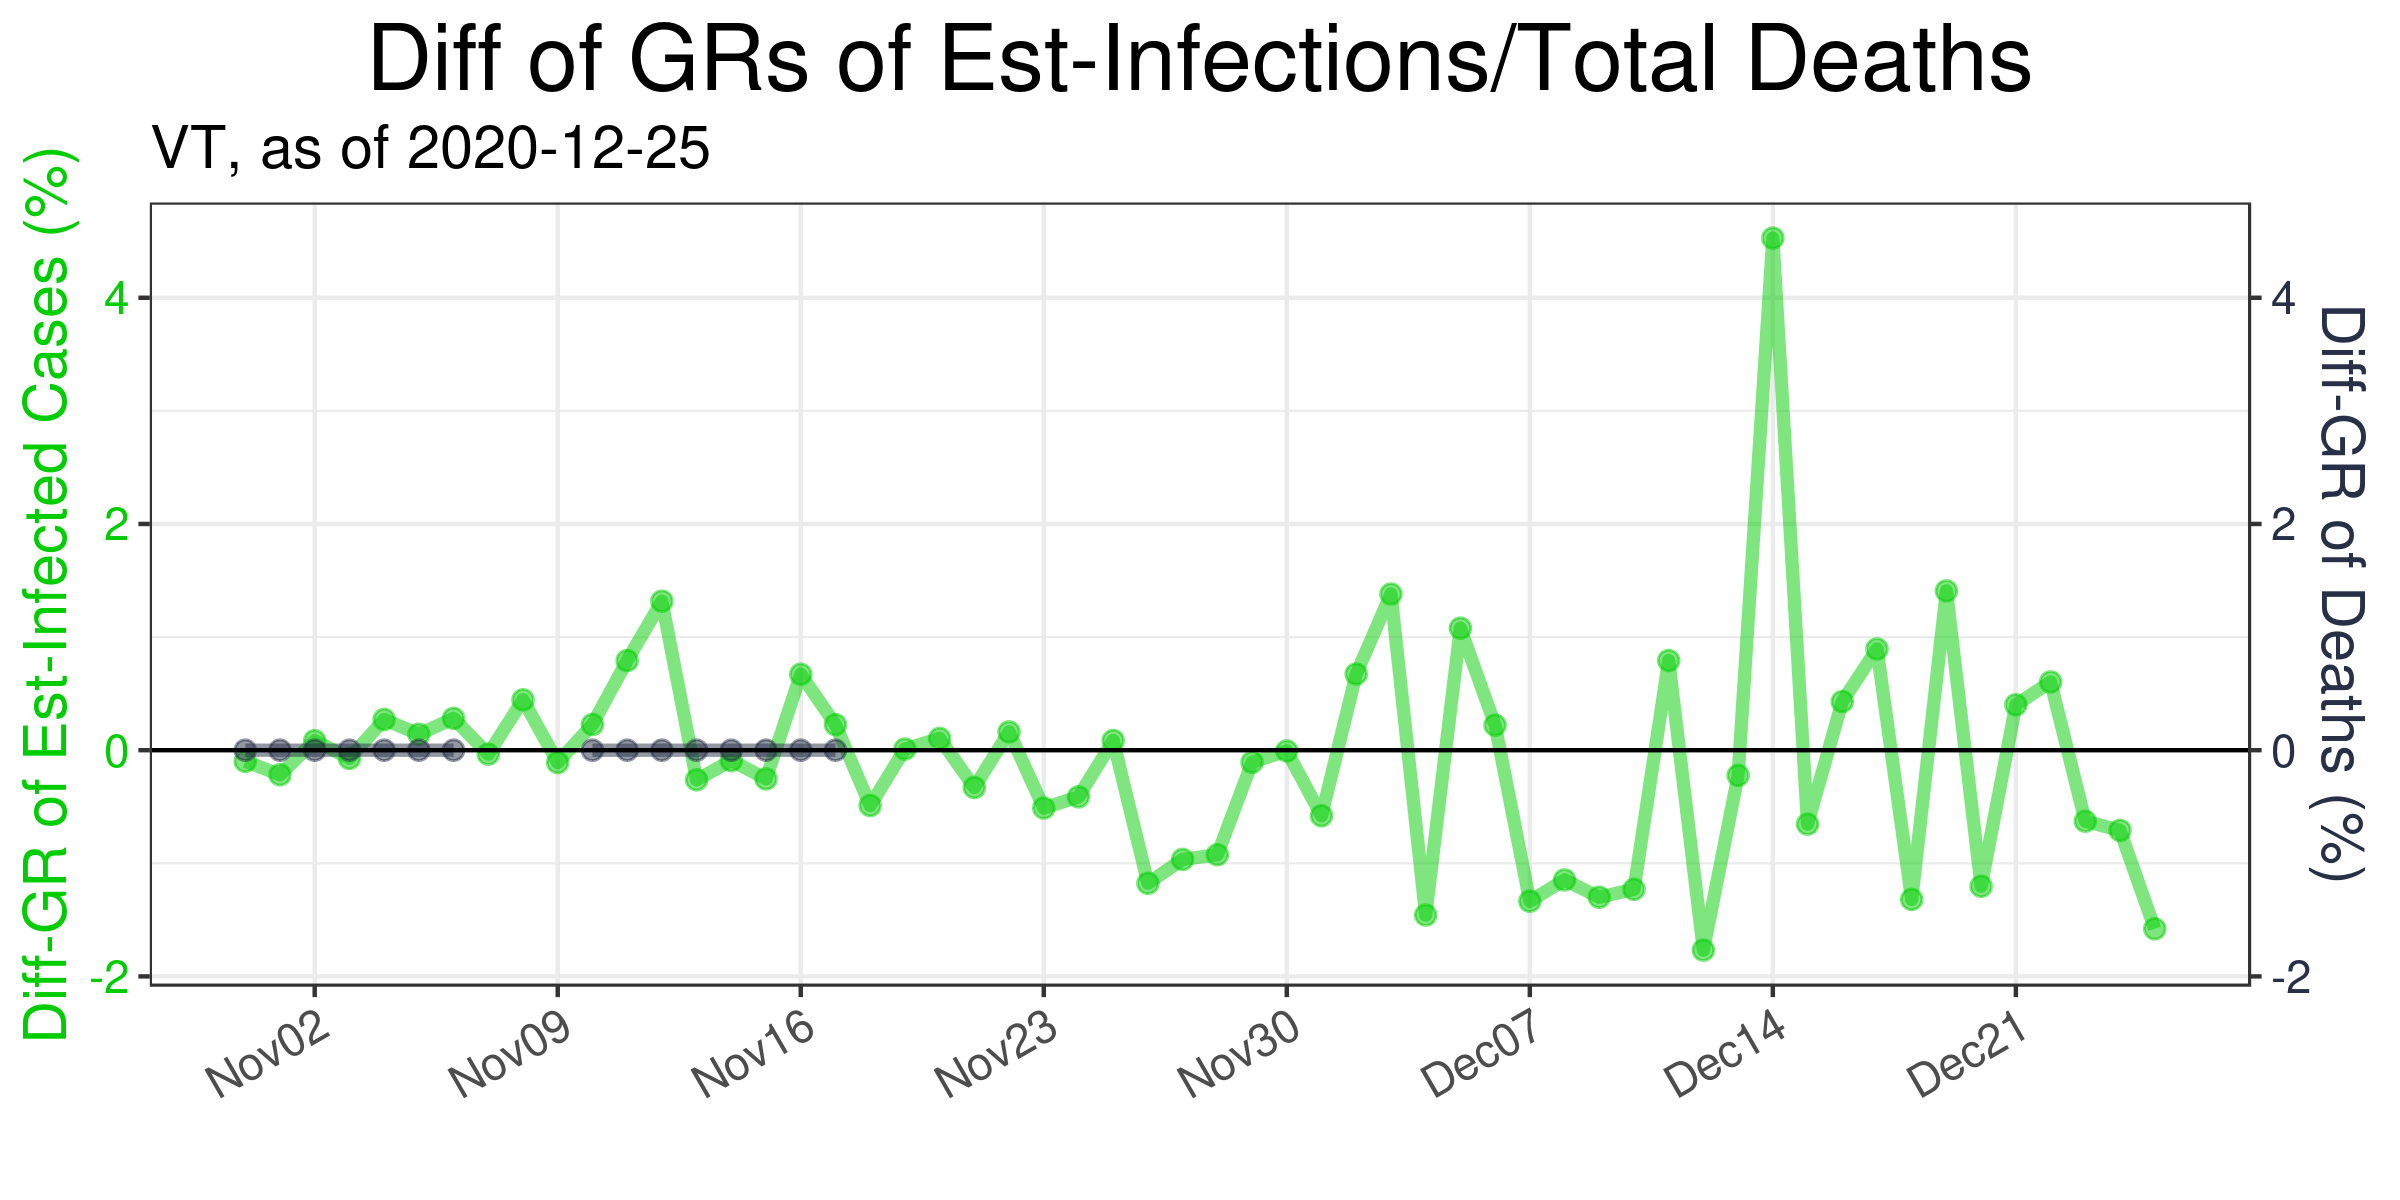 Diff of GRs of Est-Infections/Total Deaths
VT, as of 2020-12-25
Diff-GR of Est-Infected Cases (%)
4
2
0
-2
4
2
0
-2
Diff-GR of Deaths (%)
Nov02
Nov09
Nov16
Nov23
Nov30
Dec07
Dec14
Dec21